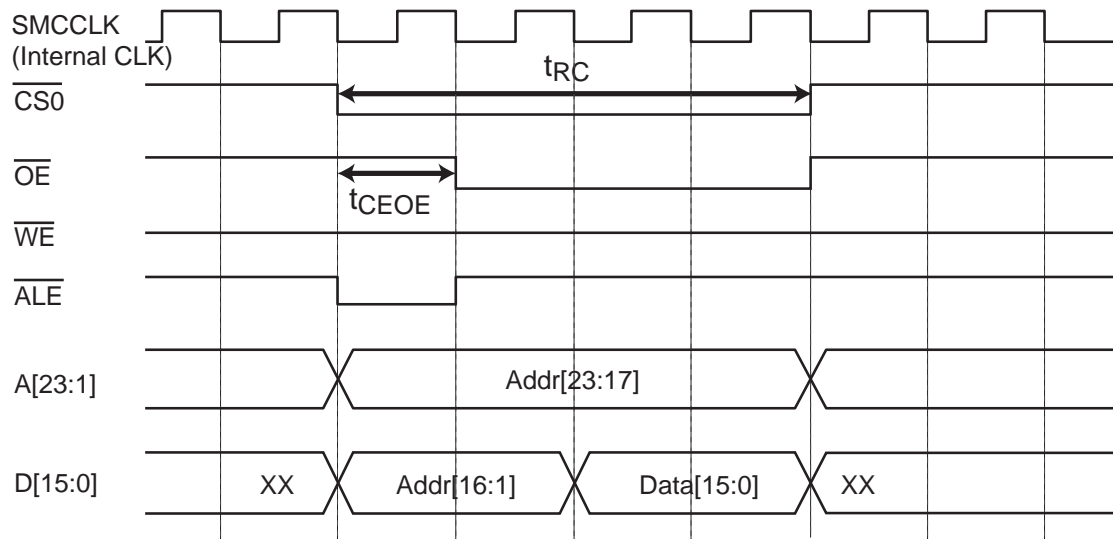 SMCCLK
(Internal CLK)
tRC
CS0
OE
tCEOE
WE
ALE
A[23:1]
Addr[23:17]
D[15:0]
XX
Addr[16:1]
Data[15:0]
XX